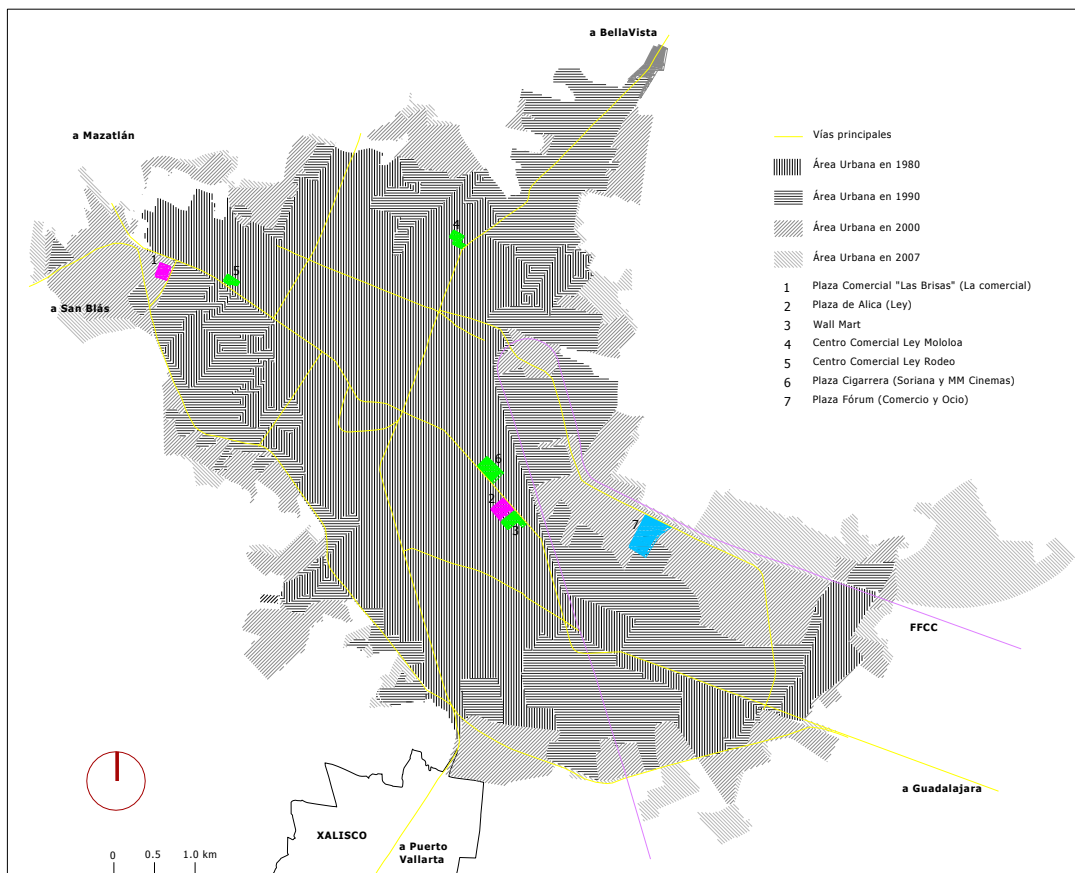 a BellaVista
a Mazatlán
Vías principales
Área Urbana en 1980
Área Urbana en 1990
Área Urbana en 2000
Área Urbana en 2007
1 Plaza Comercial "Las Brisas" (La comercial)
2 Plaza de Alica (Ley)
3 Wall Mart
4 Centro Comercial Ley Mololoa
5 Centro Comercial Ley Rodeo
6 Plaza Cigarrera (Soriana y MM Cinemas)
7 Plaza Fórum (Comercio y Ocio)
4
1
5
a San Blás
6
2
3
7
FFCC
a Guadalajara
XALISCO
a Puerto
Vallarta
0 0.5 1.0 km